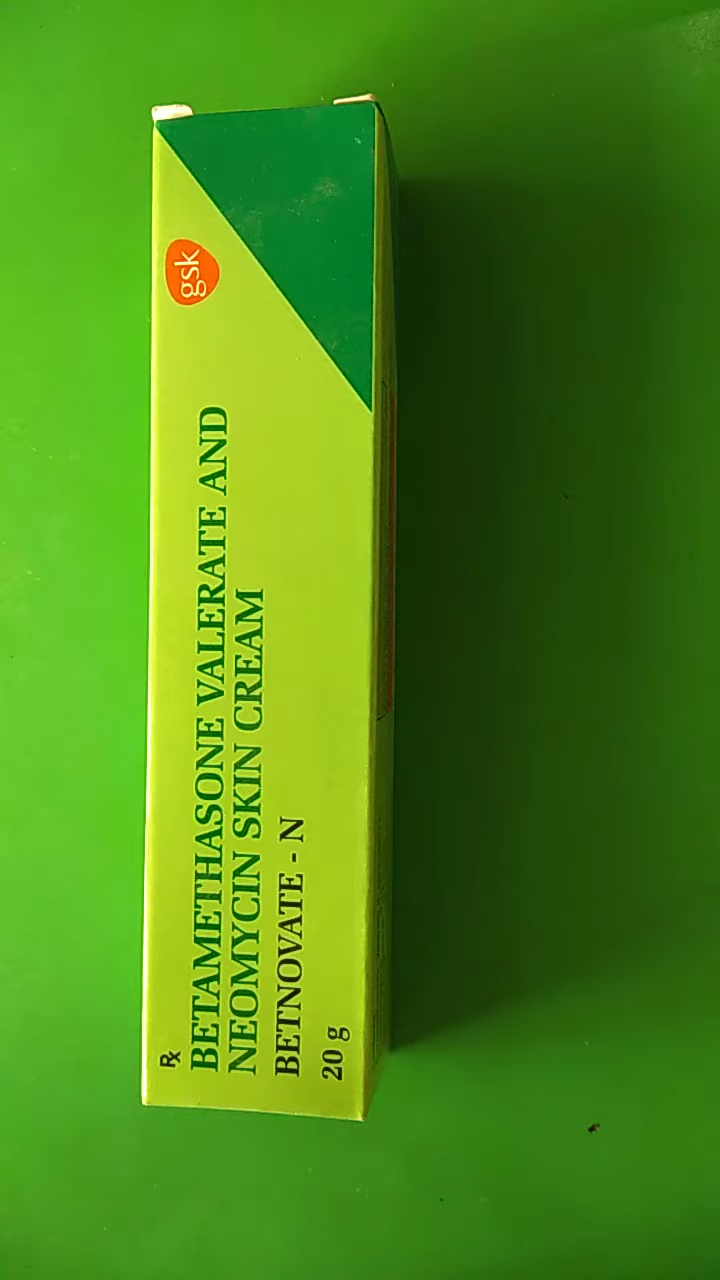 gsk
Rx
BETAMETHASONE VALERATE AND
NEOMYCIN SKIN CREAM
BETNOVATE - N
20 g